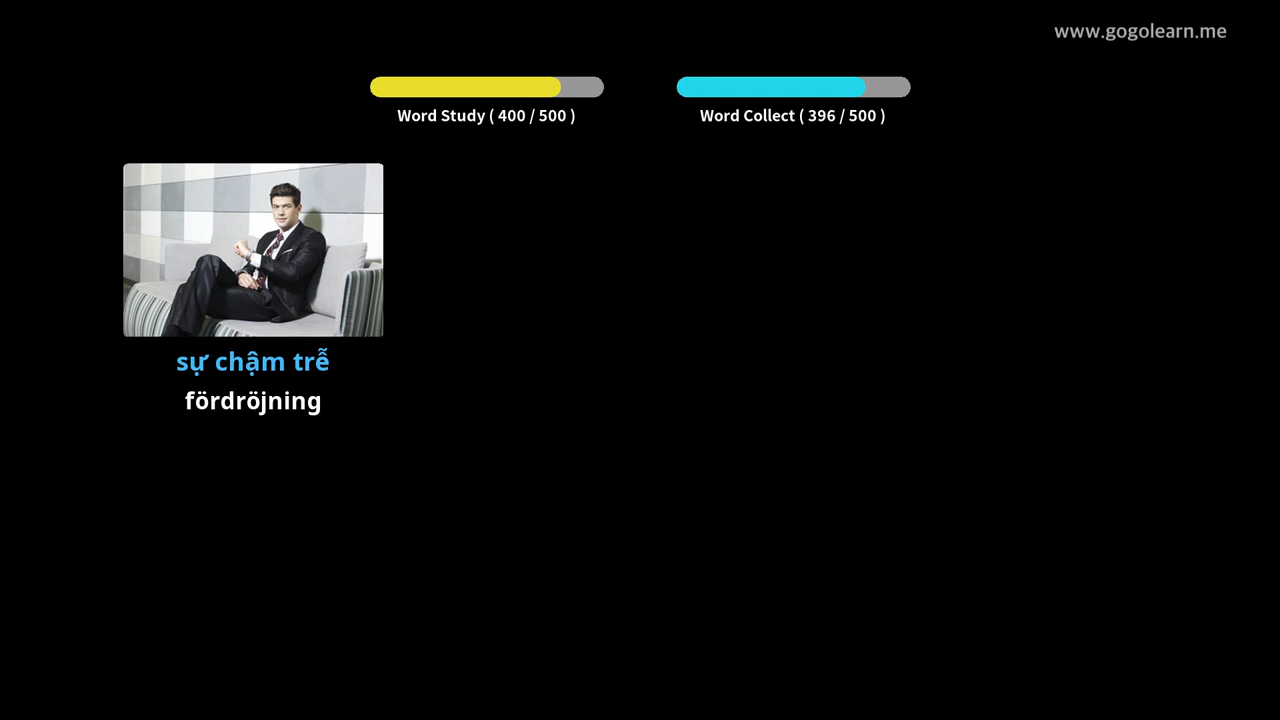 www.gogolearn.me
Word Study ( 400 / 500 )
Word Collect ( 396 / 500 )
sự chậm trễ
fördröjning